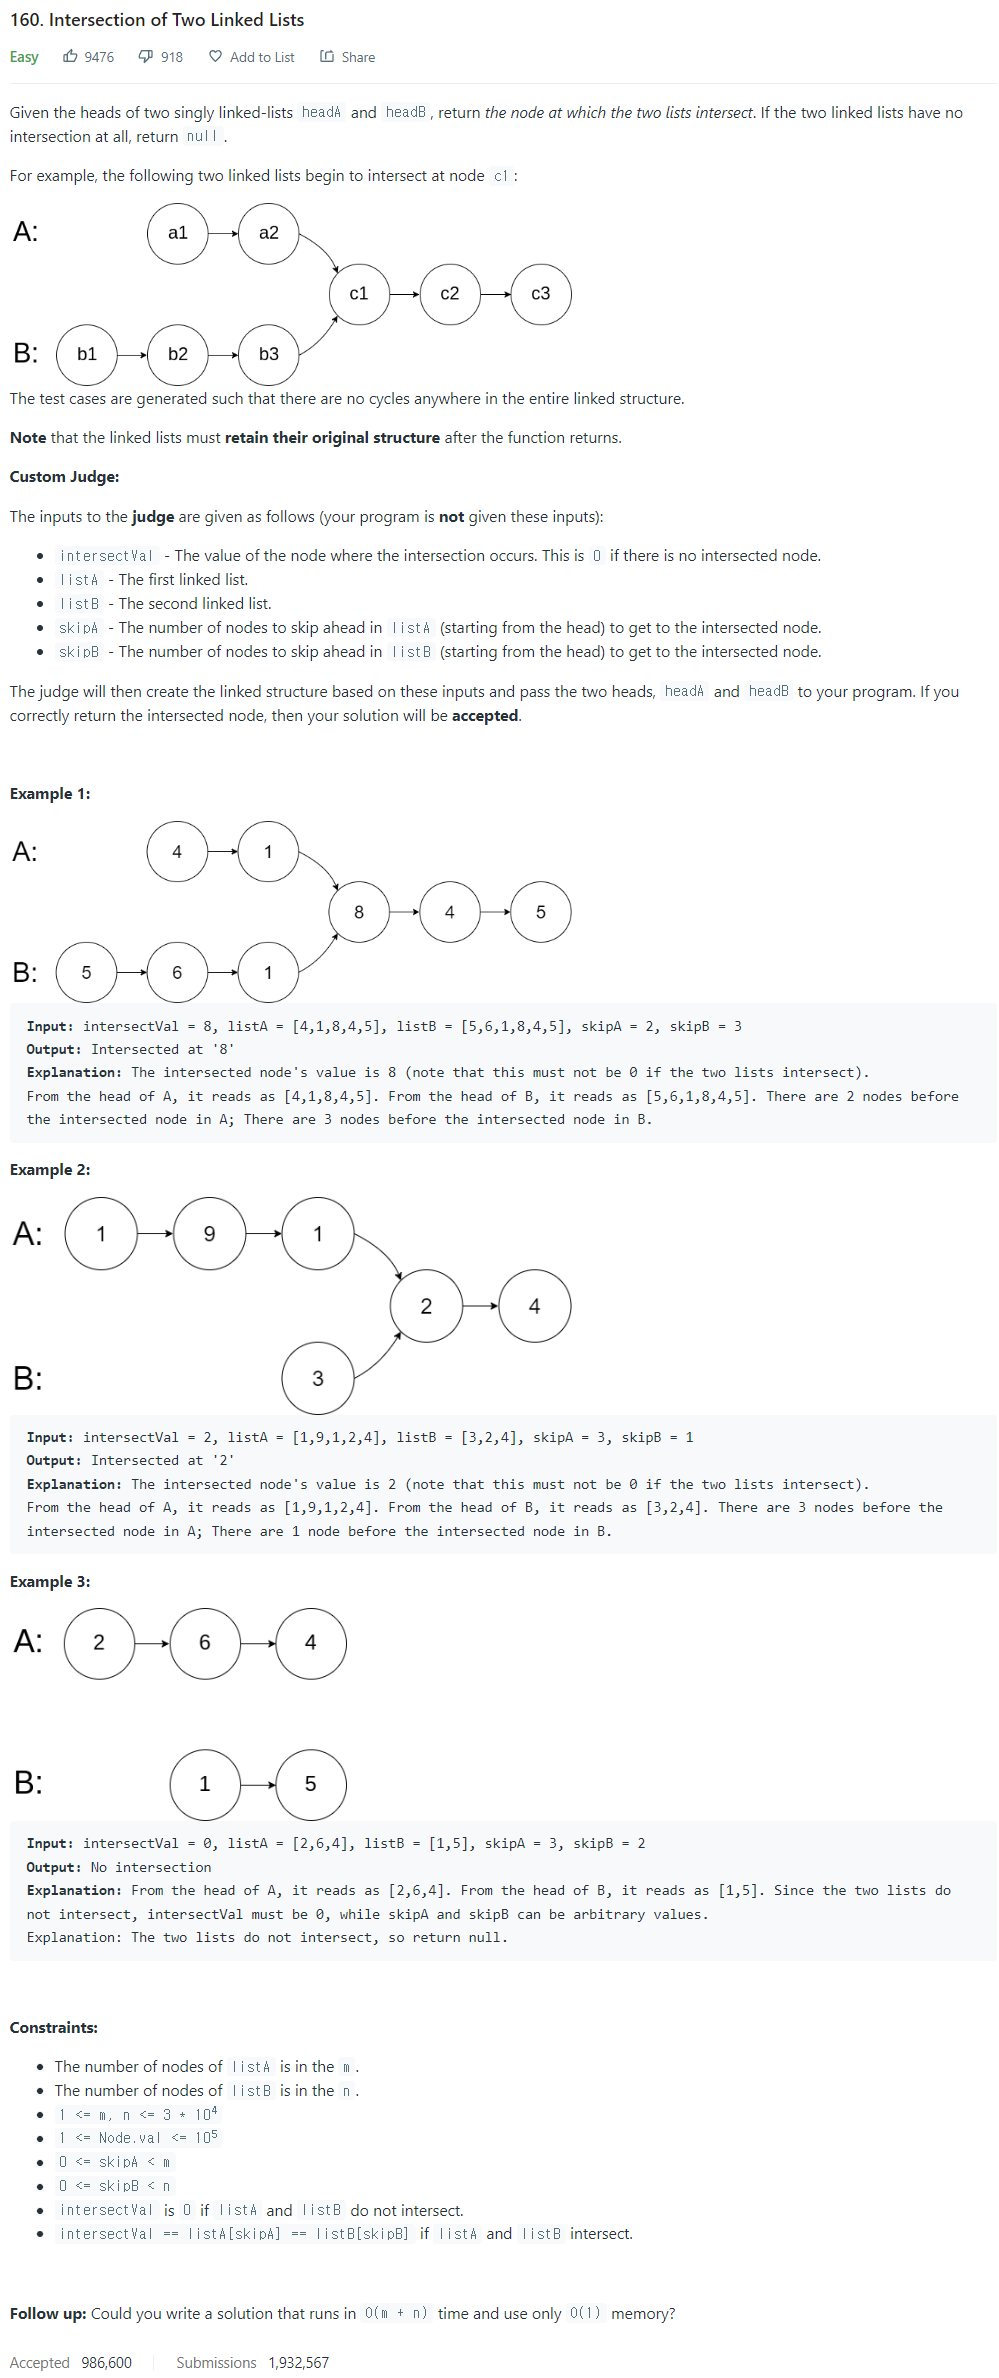 160. Intersection of Two Linked Lists
Easy 9476 918 Add to List Share
Given the heads of two singly linked-lists headA and headB, return the node at which the two lists intersect. If the two linked lists have no
intersection at all, return null.
For example, the following two linked lists begin to intersect at node c1:
A: a1 a2
c1 c2 c3
B: b1 b2 b3
The test cases are generated such that there are no cycles anywhere in the entire linked structure.
Note that the linked lists must retain their original structure after the function returns.
Custom Judge:
The inputs to the judge are given as follows (your program is not given these inputs):
• intersectVal - The value of the node where the intersection occurs. This is 0 if there is no intersected node.
• listA - The first linked list.
• listB - The second linked list.
• skipA - The number of nodes to skip ahead in listA (starting from the head) to get to the intersected node.
• skipB - The number of nodes to skip ahead in listB (starting from the head) to get to the intersected node.
The judge will then create the linked structure based on these inputs and pass the two heads, headA and headB to your program. If you
correctly return the intersected node, then your solution will be accepted.
Example 1:
A: 4 1
8 4 5
B: 5 6 1
Input: intersectVal = 8, listA = [4,1,8,4,5], listB = [5,6,1,8,4,5], skipA = 2, skipB = 3
Output: Intersected at '8'
Explanation: The intersected node's value is 8 (note that this must not be 0 if the two lists intersect).
From the head of A, it reads as [4,1,8,4,5]. From the head of B, it reads as [5,6,1,8,4,5]. There are 2 nodes before
the intersected node in A; There are 3 nodes before the intersected node in B.
Example 2:
A: 1 9 1
2 4
B: 3
Input: intersectVal = 2, listA = [1,9,1,2,4], listB = [3,2,4], skipA = 3, skipB = 1
Output: Intersected at '2'
Explanation: The intersected node's value is 2 (note that this must not be 0 if the two lists intersect).
From the head of A, it reads as [1,9,1,2,4]. From the head of B, it reads as [3,2,4]. There are 3 nodes before the
intersected node in A; There are 1 node before the intersected node in B.
Example 3:
A: 2 6 4
B: 1 5
Input: intersectVal = 0, listA = [2,6,4], listB = [1,5], skipA = 3, skipB = 2
Output: No intersection
Explanation: From the head of A, it reads as [2,6,4]. From the head of B, it reads as [1,5]. Since the two lists do
not intersect, intersectVal must be 0, while skipA and skipB can be arbitrary values.
Explanation: The two lists do not intersect, so return null.
Constraints:
• The number of nodes of listA is in the m.
• The number of nodes of listB is in the n.
• 1 <= m, n <= 3 * 10⁴
• 1 <= Node.val <= 10⁵
• 0 <= skipA < m
• 0 <= skipB < n
• intersectVal is 0 if listA and listB do not intersect.
• intersectVal == listA[skipA] == listB[skipB] if listA and listB intersect.
Follow up: Could you write a solution that runs in O(m + n) time and use only O(1) memory?
Accepted 986,600 Submissions 1,932,567